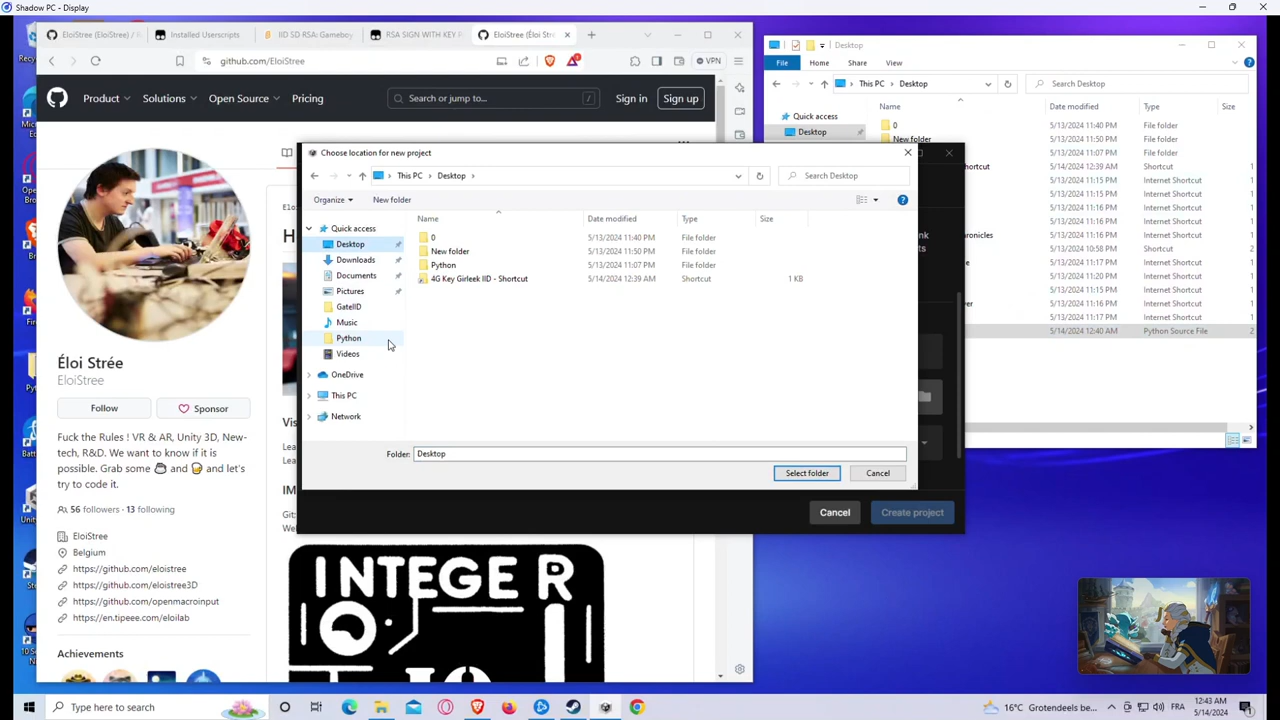 Shadow PC - Display
EloiStree (EloiStree) / R
Installed Userscripts
IID SD RSA: Gameboy
RSA SIGN WITH KEY P
EloiStree (Éloi Stré
github.com/EloiStree
VPN
Product
Solutions
Open Source
Pricing
Search or jump to...
/
Sign in
Sign up
Éloi Strée
EloiStree
Follow
Sponsor
Fuck the Rules ! VR & AR, Unity 3D, New-
tech, R&D. We want to know if it is
possible. Grab some and and let's
try to code it.
56 followers · 13 following
EloiStree
Belgium
https://github.com/eloistree
https://github.com/eloistree3D
https://github.com/openmacroinput
https://en.tipeee.com/eloilab
Achievements
INTEGER
Choose location for new project
This PC
Desktop
Search Desktop
Organize
New folder
Name
Date modified
Type
Size
Quick access
Desktop
Downloads
Documents
Pictures
GateIID
Music
Python
Videos
OneDrive
This PC
Network
0
5/13/2024 11:40 PM
File folder
New folder
5/13/2024 11:50 PM
File folder
Python
5/13/2024 11:07 PM
File folder
4G Key Girleek IID - Shortcut
5/14/2024 12:39 AM
Shortcut
1 KB
Folder:
Desktop
Select folder
Cancel
Cancel
Create project
Desktop
File
Home
Share
View
This PC
Desktop
Search Desktop
Quick access
Desktop
Name
Date modified
Type
0
5/13/2024 11:40 PM
File folder
New folder
5/13/2024 11:50 PM
File folder
5/13/2024 11:07 PM
File folder
5/14/2024 12:39 AM
Shortcut
1
5/13/2024 11:15 PM
Internet Shortcut
1
5/13/2024 11:15 PM
Internet Shortcut
1
5/13/2024 11:16 PM
Internet Shortcut
1
5/13/2024 11:16 PM
Internet Shortcut
1
5/13/2024 11:16 PM
Internet Shortcut
1
5/13/2024 10:58 PM
Shortcut
2
5/13/2024 11:17 PM
Internet Shortcut
1
5/13/2024 11:20 PM
Internet Shortcut
1
5/13/2024 11:15 PM
Internet Shortcut
1
5/13/2024 11:16 PM
Internet Shortcut
1
5/13/2024 11:17 PM
Internet Shortcut
1
5/14/2024 12:40 AM
Python Source File
2
Type here to search
16°C Grotendeels be...
FRA
12:43 AM
5/14/2024